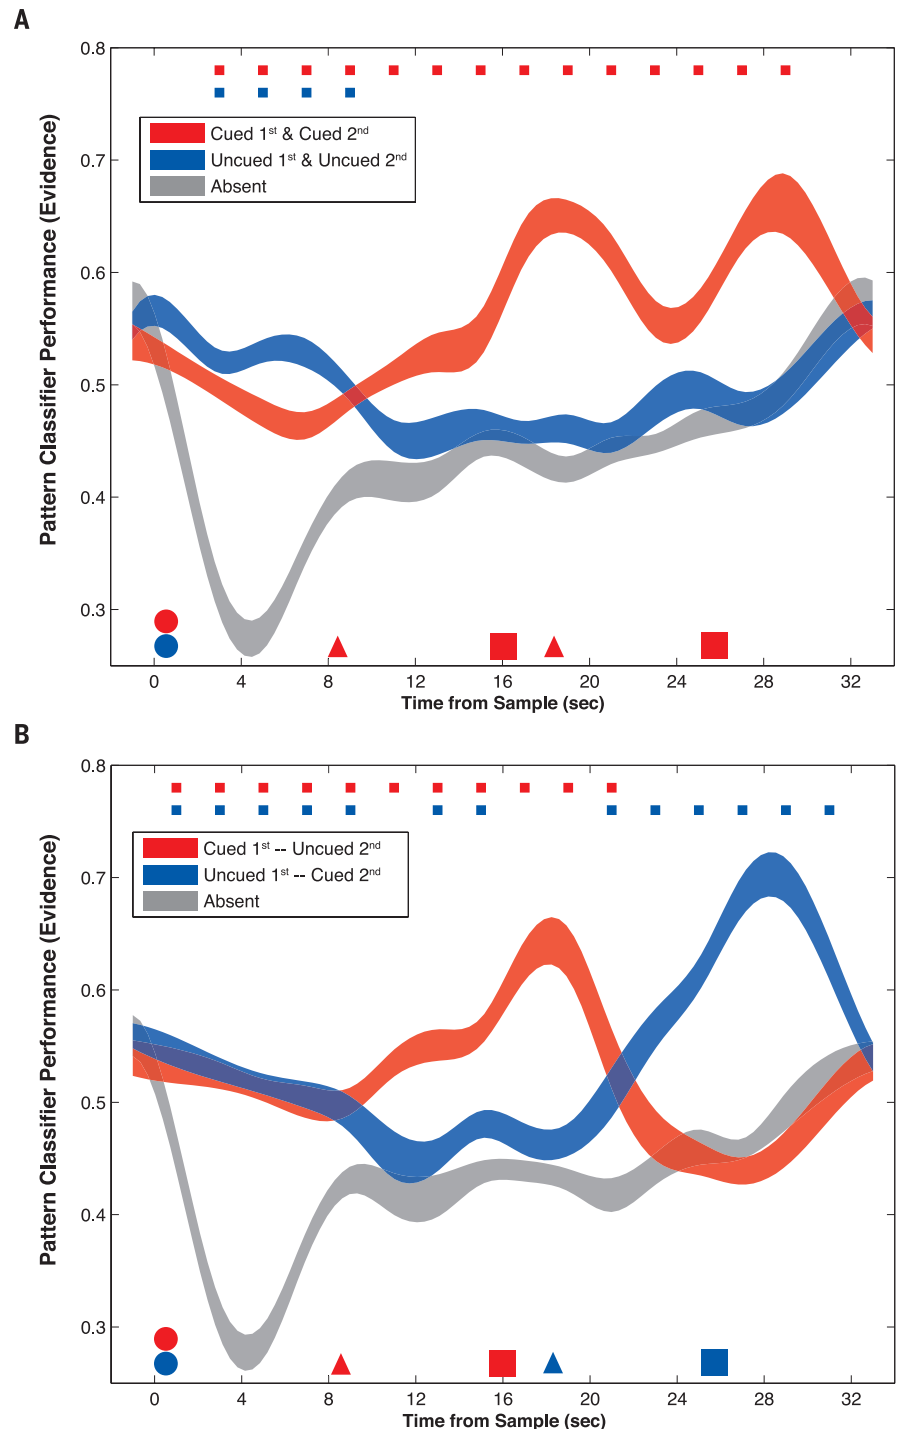 A
0.8
0.7
0.6
0.5
0.4
0.3
Pattern Classifier Performance (Evidence)
Cued 1st & Cued 2nd
Uncued 1st & Uncued 2nd
Absent
0 4 8 12 16 20 24 28 32
Time from Sample (sec)
B
0.8
0.7
0.6
0.5
0.4
0.3
Pattern Classifier Performance (Evidence)
Cued 1st -- Uncued 2nd
Uncued 1st -- Cued 2nd
Absent
0 4 8 12 16 20 24 28 32
Time from Sample (sec)